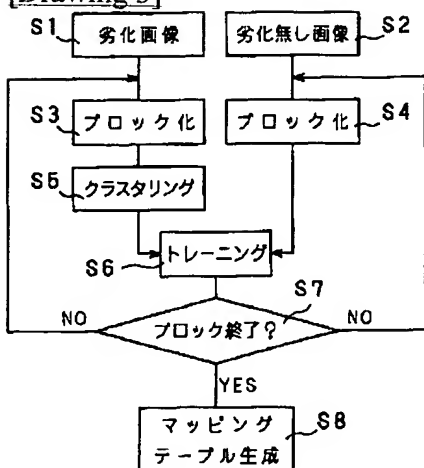 [Drawing 5]
S1 劣化画像
劣化無し画像 S2
S3 ブロック化
ブロック化 S4
S5 クラスタリング
トレーニング
S6
S7
NO ブロック終了? NO
YES
マッピング
テーブル生成 S8